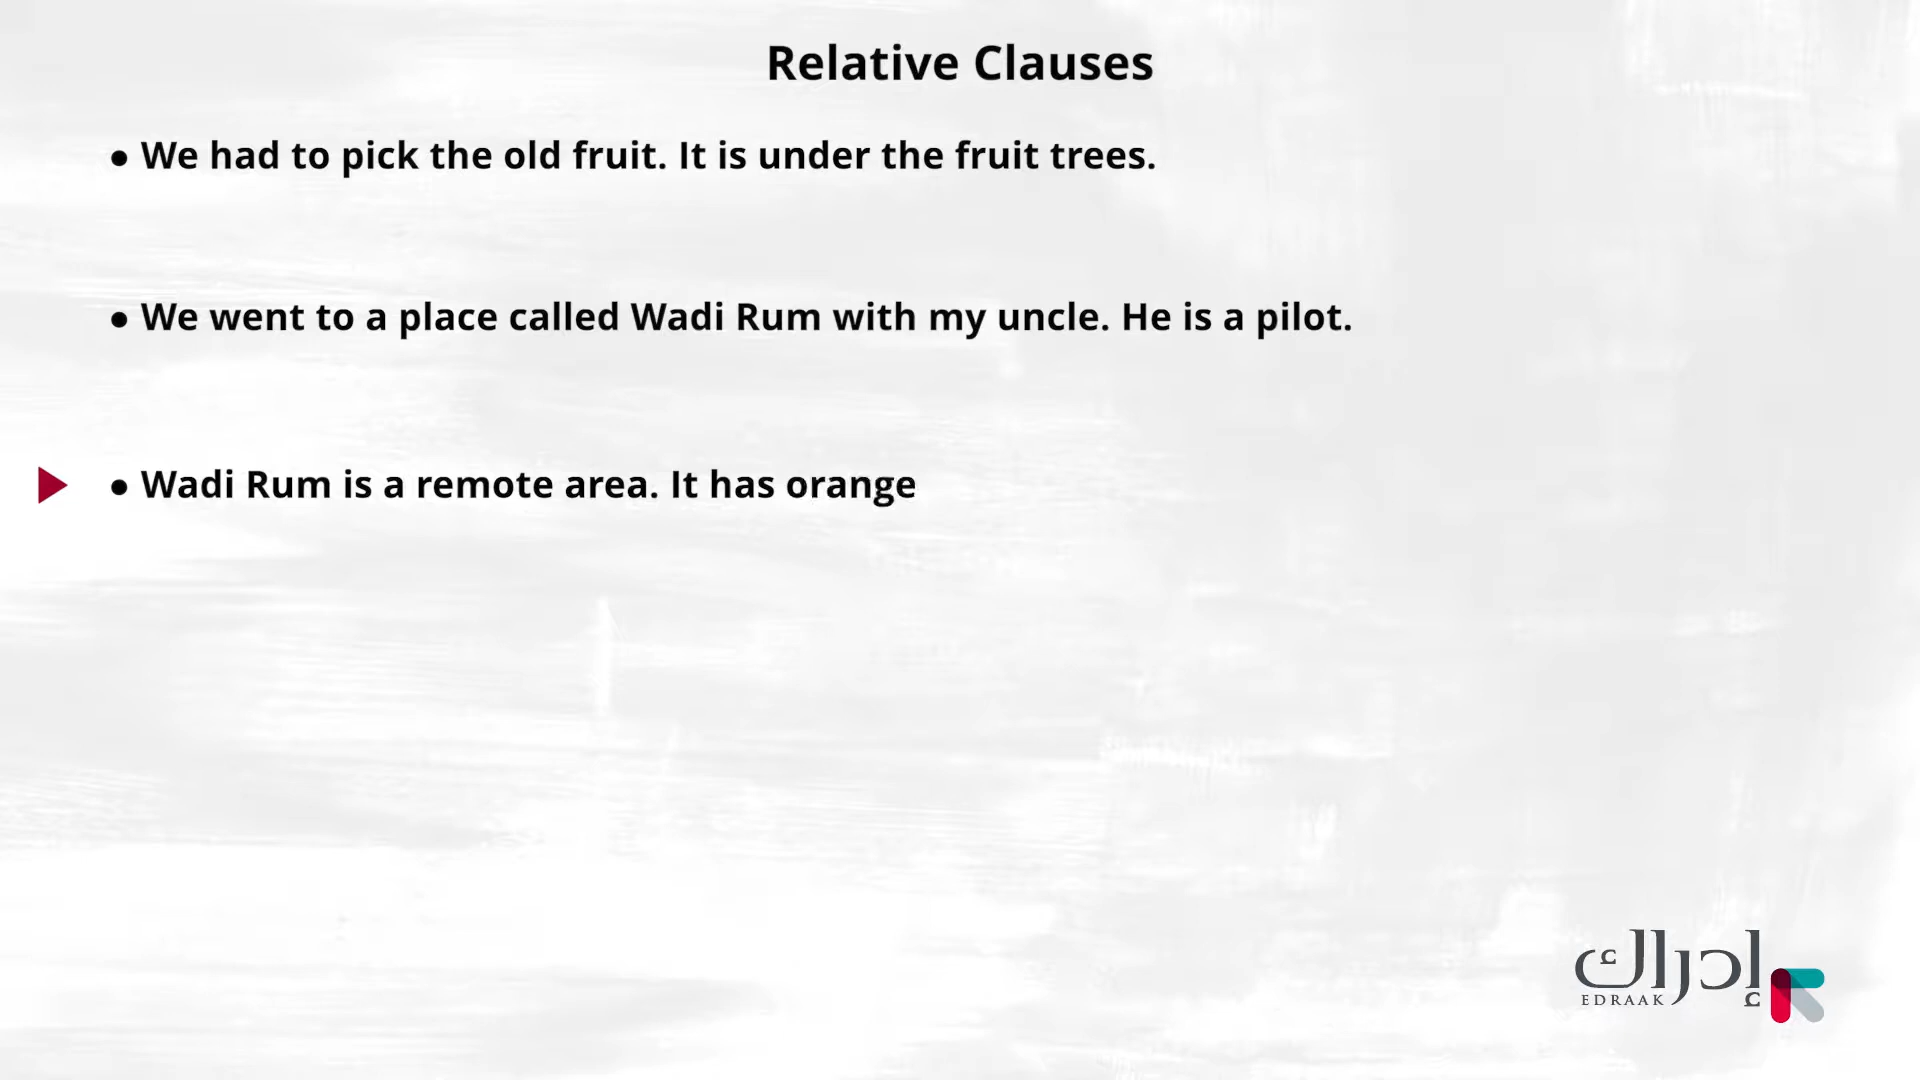 Relative Clauses
• We had to pick the old fruit. It is under the fruit trees.
• We went to a place called Wadi Rum with my uncle. He is a pilot.
• Wadi Rum is a remote area. It has orange
إدراك
EDRAAK